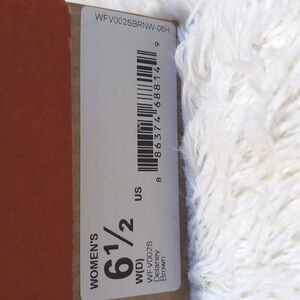 WFV002SBRNW-06H
8 86374 68814 9
WOMEN'S
6 1/2 US
W(D)
WFV002S
Delaney
Brown